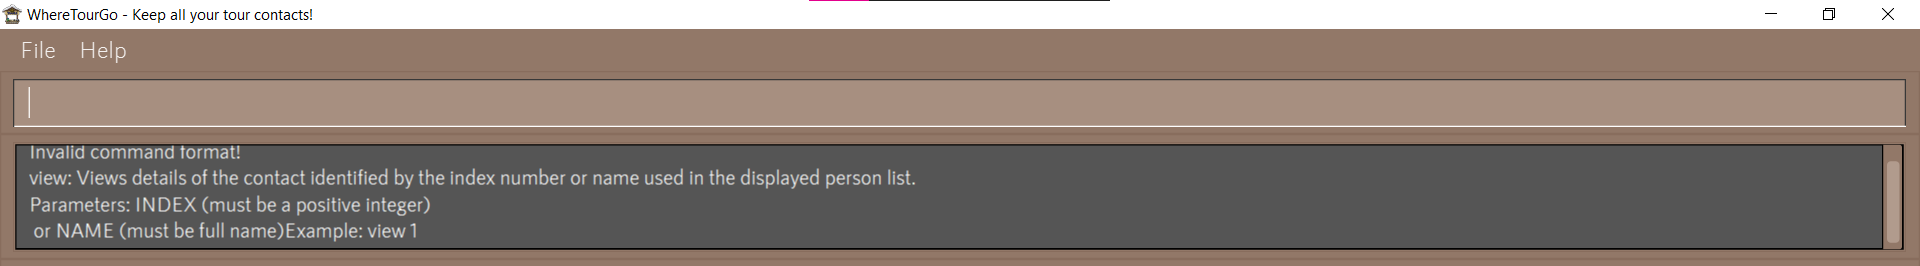 WhereTourGo - Keep all your tour contacts!
File Help
Invalid command format!
view: Views details of the contact identified by the index number or name used in the displayed person list.
Parameters: INDEX (must be a positive integer)
 or NAME (must be full name)Example: view 1